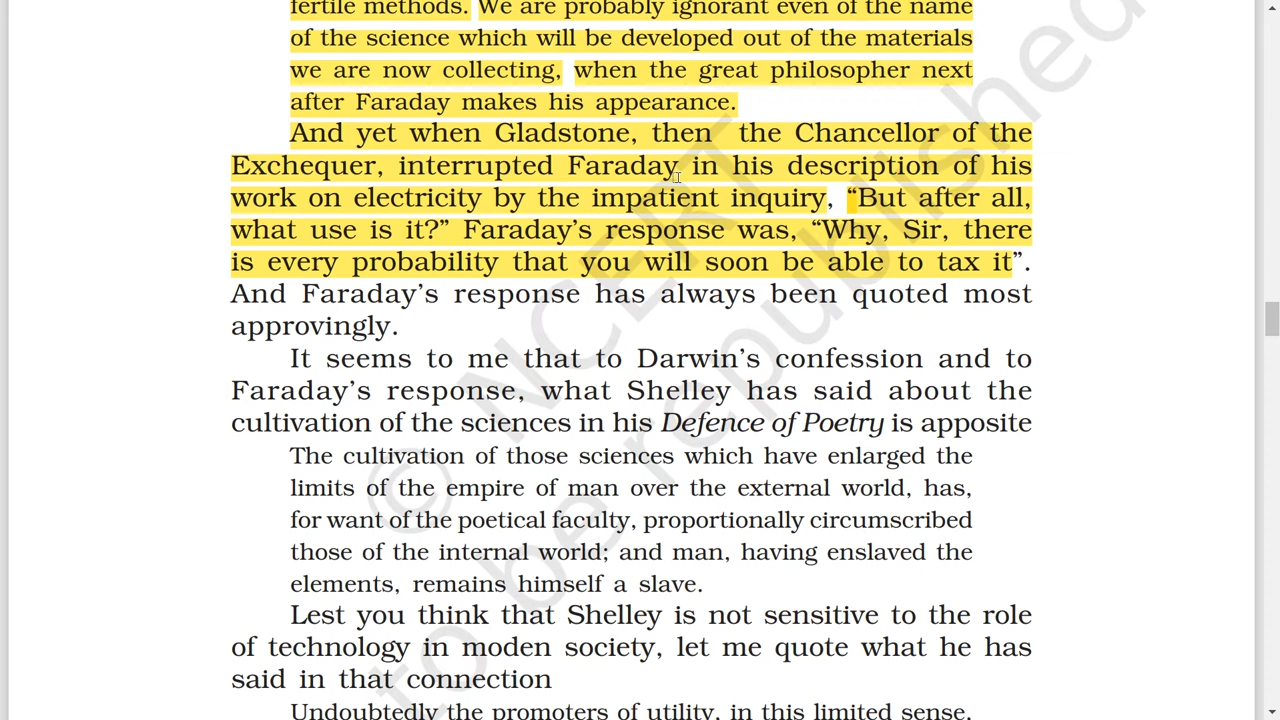 fertile methods. We are probably ignorant even of the name
of the science which will be developed out of the materials
we are now collecting, when the great philosopher next
after Faraday makes his appearance.
And yet when Gladstone, then the Chancellor of the
Exchequer, interrupted Faraday in his description of his
work on electricity by the impatient inquiry, “But after all,
what use is it?” Faraday’s response was, “Why, Sir, there
is every probability that you will soon be able to tax it”.
And Faraday’s response has always been quoted most
approvingly.
It seems to me that to Darwin’s confession and to
Faraday’s response, what Shelley has said about the
cultivation of the sciences in his Defence of Poetry is apposite
The cultivation of those sciences which have enlarged the
limits of the empire of man over the external world, has,
for want of the poetical faculty, proportionally circumscribed
those of the internal world; and man, having enslaved the
elements, remains himself a slave.
Lest you think that Shelley is not sensitive to the role
of technology in moden society, let me quote what he has
said in that connection
Undoubtedly the promoters of utility, in this limited sense,
© NCERT
to be republished